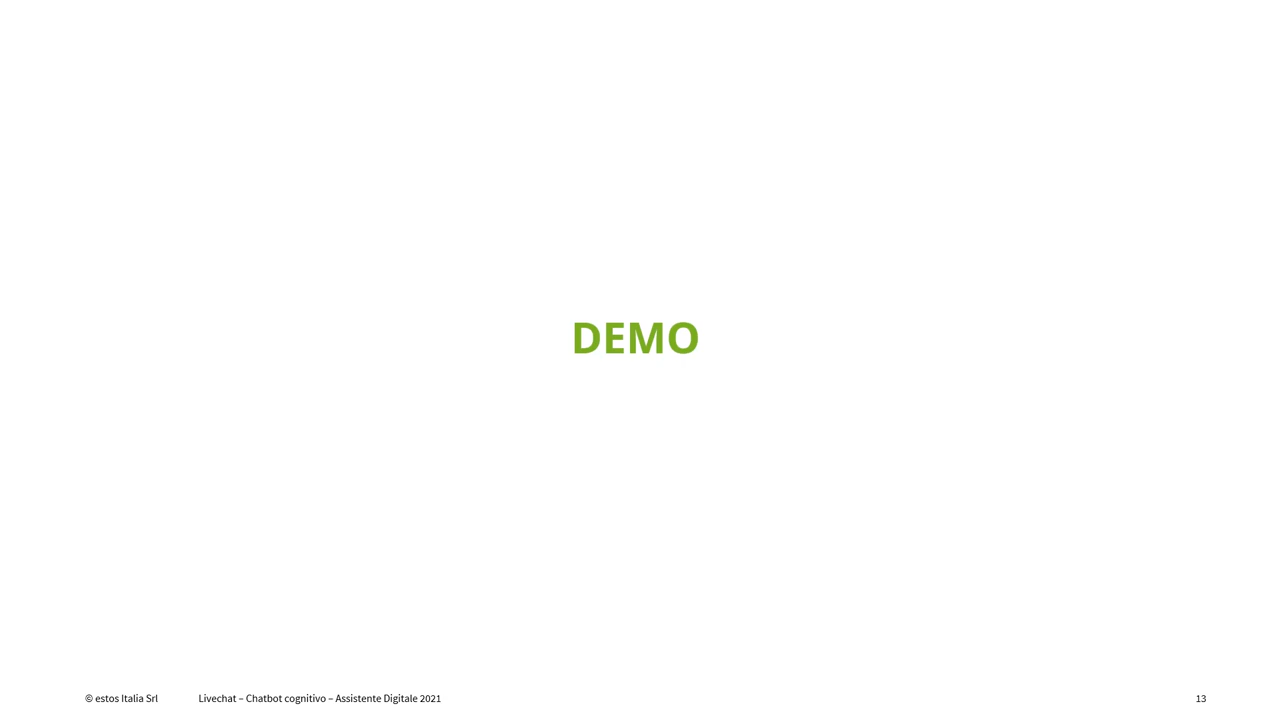 DEMO
© estos Italia Srl Livechat – Chatbot cognitivo – Assistente Digitale 2021 13